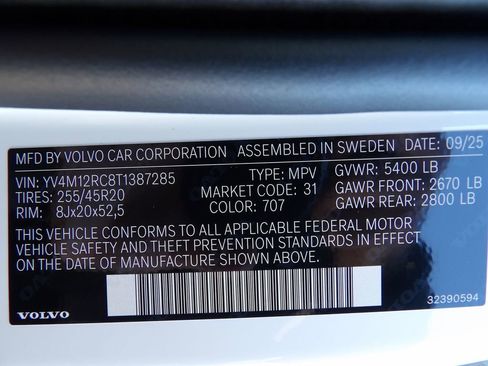 MFD BY VOLVO CAR CORPORATION ASSEMBLED IN SWEDEN DATE: 09/25
VIN: YV4M12RC8T1387285 TYPE: MPV GVWR: 5400 LB
TIRES: 255/45R20 MARKET CODE: 31 GAWR FRONT: 2670 LB
RIM: 8Jx20x52,5 COLOR: 707 GAWR REAR: 2800 LB
THIS VEHICLE CONFORMS TO ALL APPLICABLE FEDERAL MOTOR
VEHICLE SAFETY AND THEFT PREVENTION STANDARDS IN EFFECT
ON THE DATE OF MANUFACTURE SHOWN ABOVE.
32390594
VOLVO